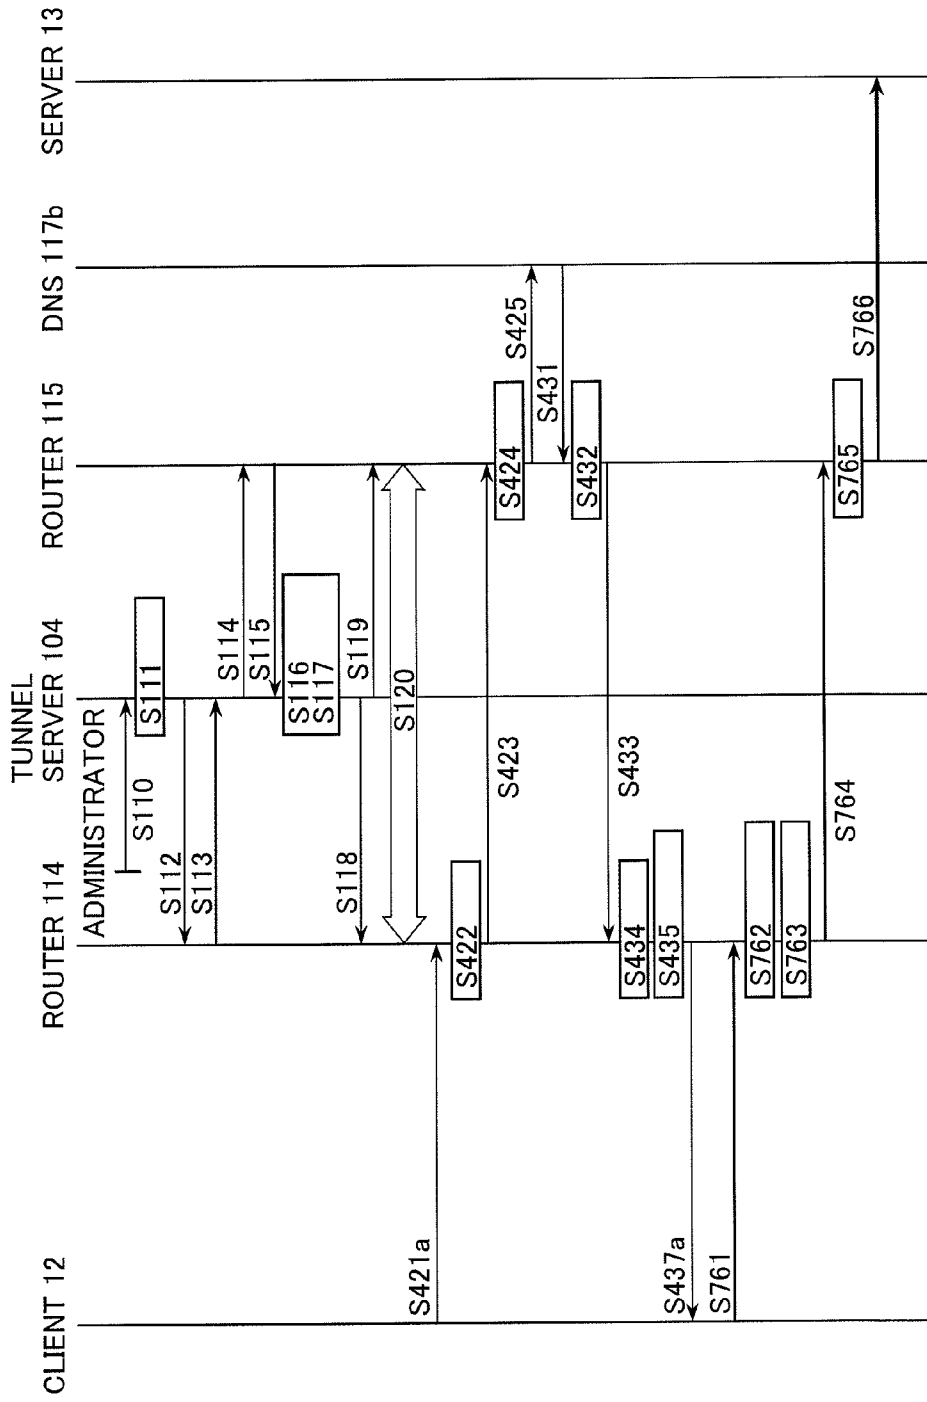 CLIENT 12
ROUTER 114
TUNNEL
SERVER 104
ROUTER 115
DNS 117b
SERVER 13
ADMINISTRATOR
S110
S111
S112
S113
S114
S115
S116
S117
S118
S119
S120
S421a
S422
S423
S424
S425
S431
S432
S433
S434
S435
S437a
S761
S762
S763
S764
S765
S766